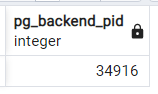 pg_backend_pid
integer
34916